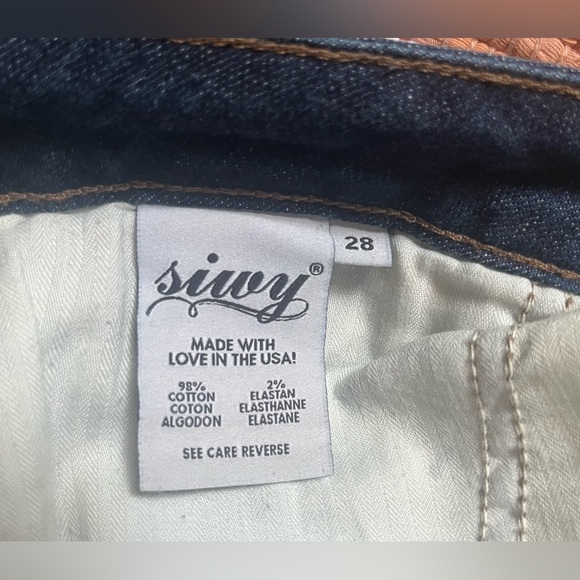 siwy®
28
MADE WITH
LOVE IN THE USA!
98% 2%
COTTON ELASTAN
COTON ELASTHANNE
ALGODON ELASTANE
SEE CARE REVERSE